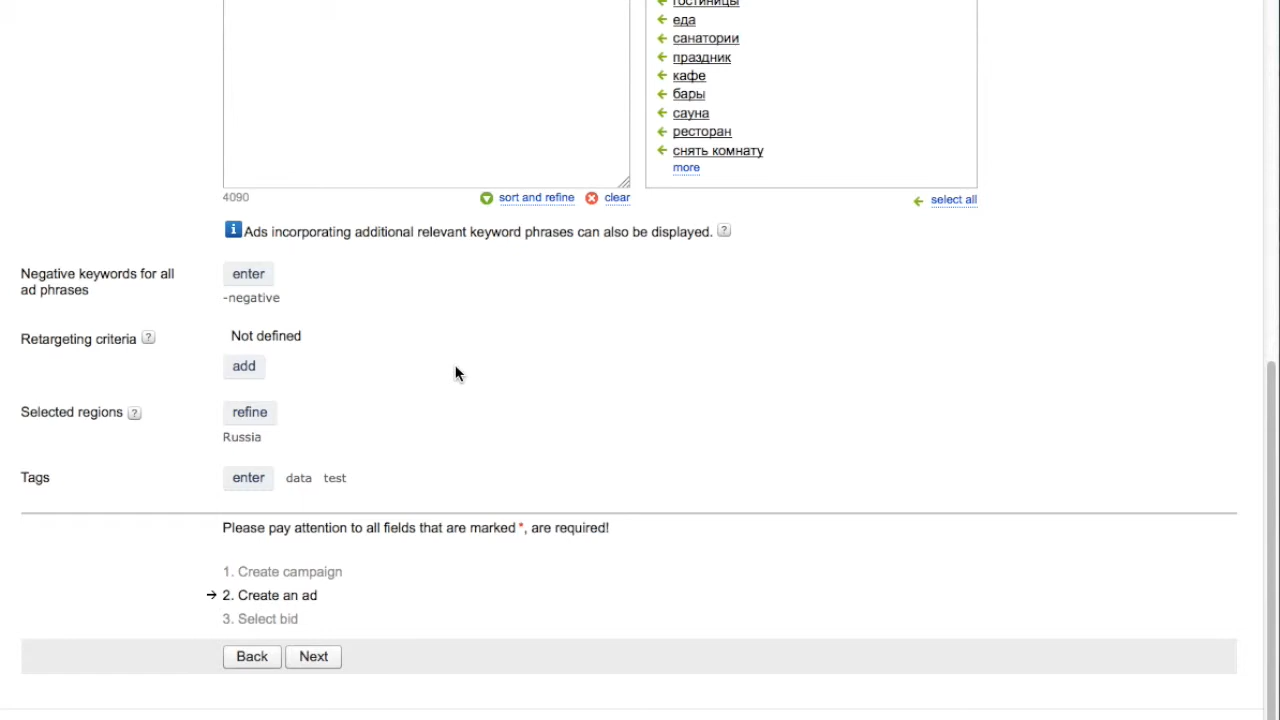 гостиницы
еда
санатории
праздник
кафе
бары
сауна
ресторан
снять комнату
more
4090
sort and refine
clear
select all
Ads incorporating additional relevant keyword phrases can also be displayed. ?
Negative keywords for all
ad phrases
enter
-negative
Retargeting criteria ?
Not defined
add
Selected regions ?
refine
Russia
Tags
enter data test
Please pay attention to all fields that are marked *, are required!
1. Create campaign
→ 2. Create an ad
3. Select bid
Back
Next